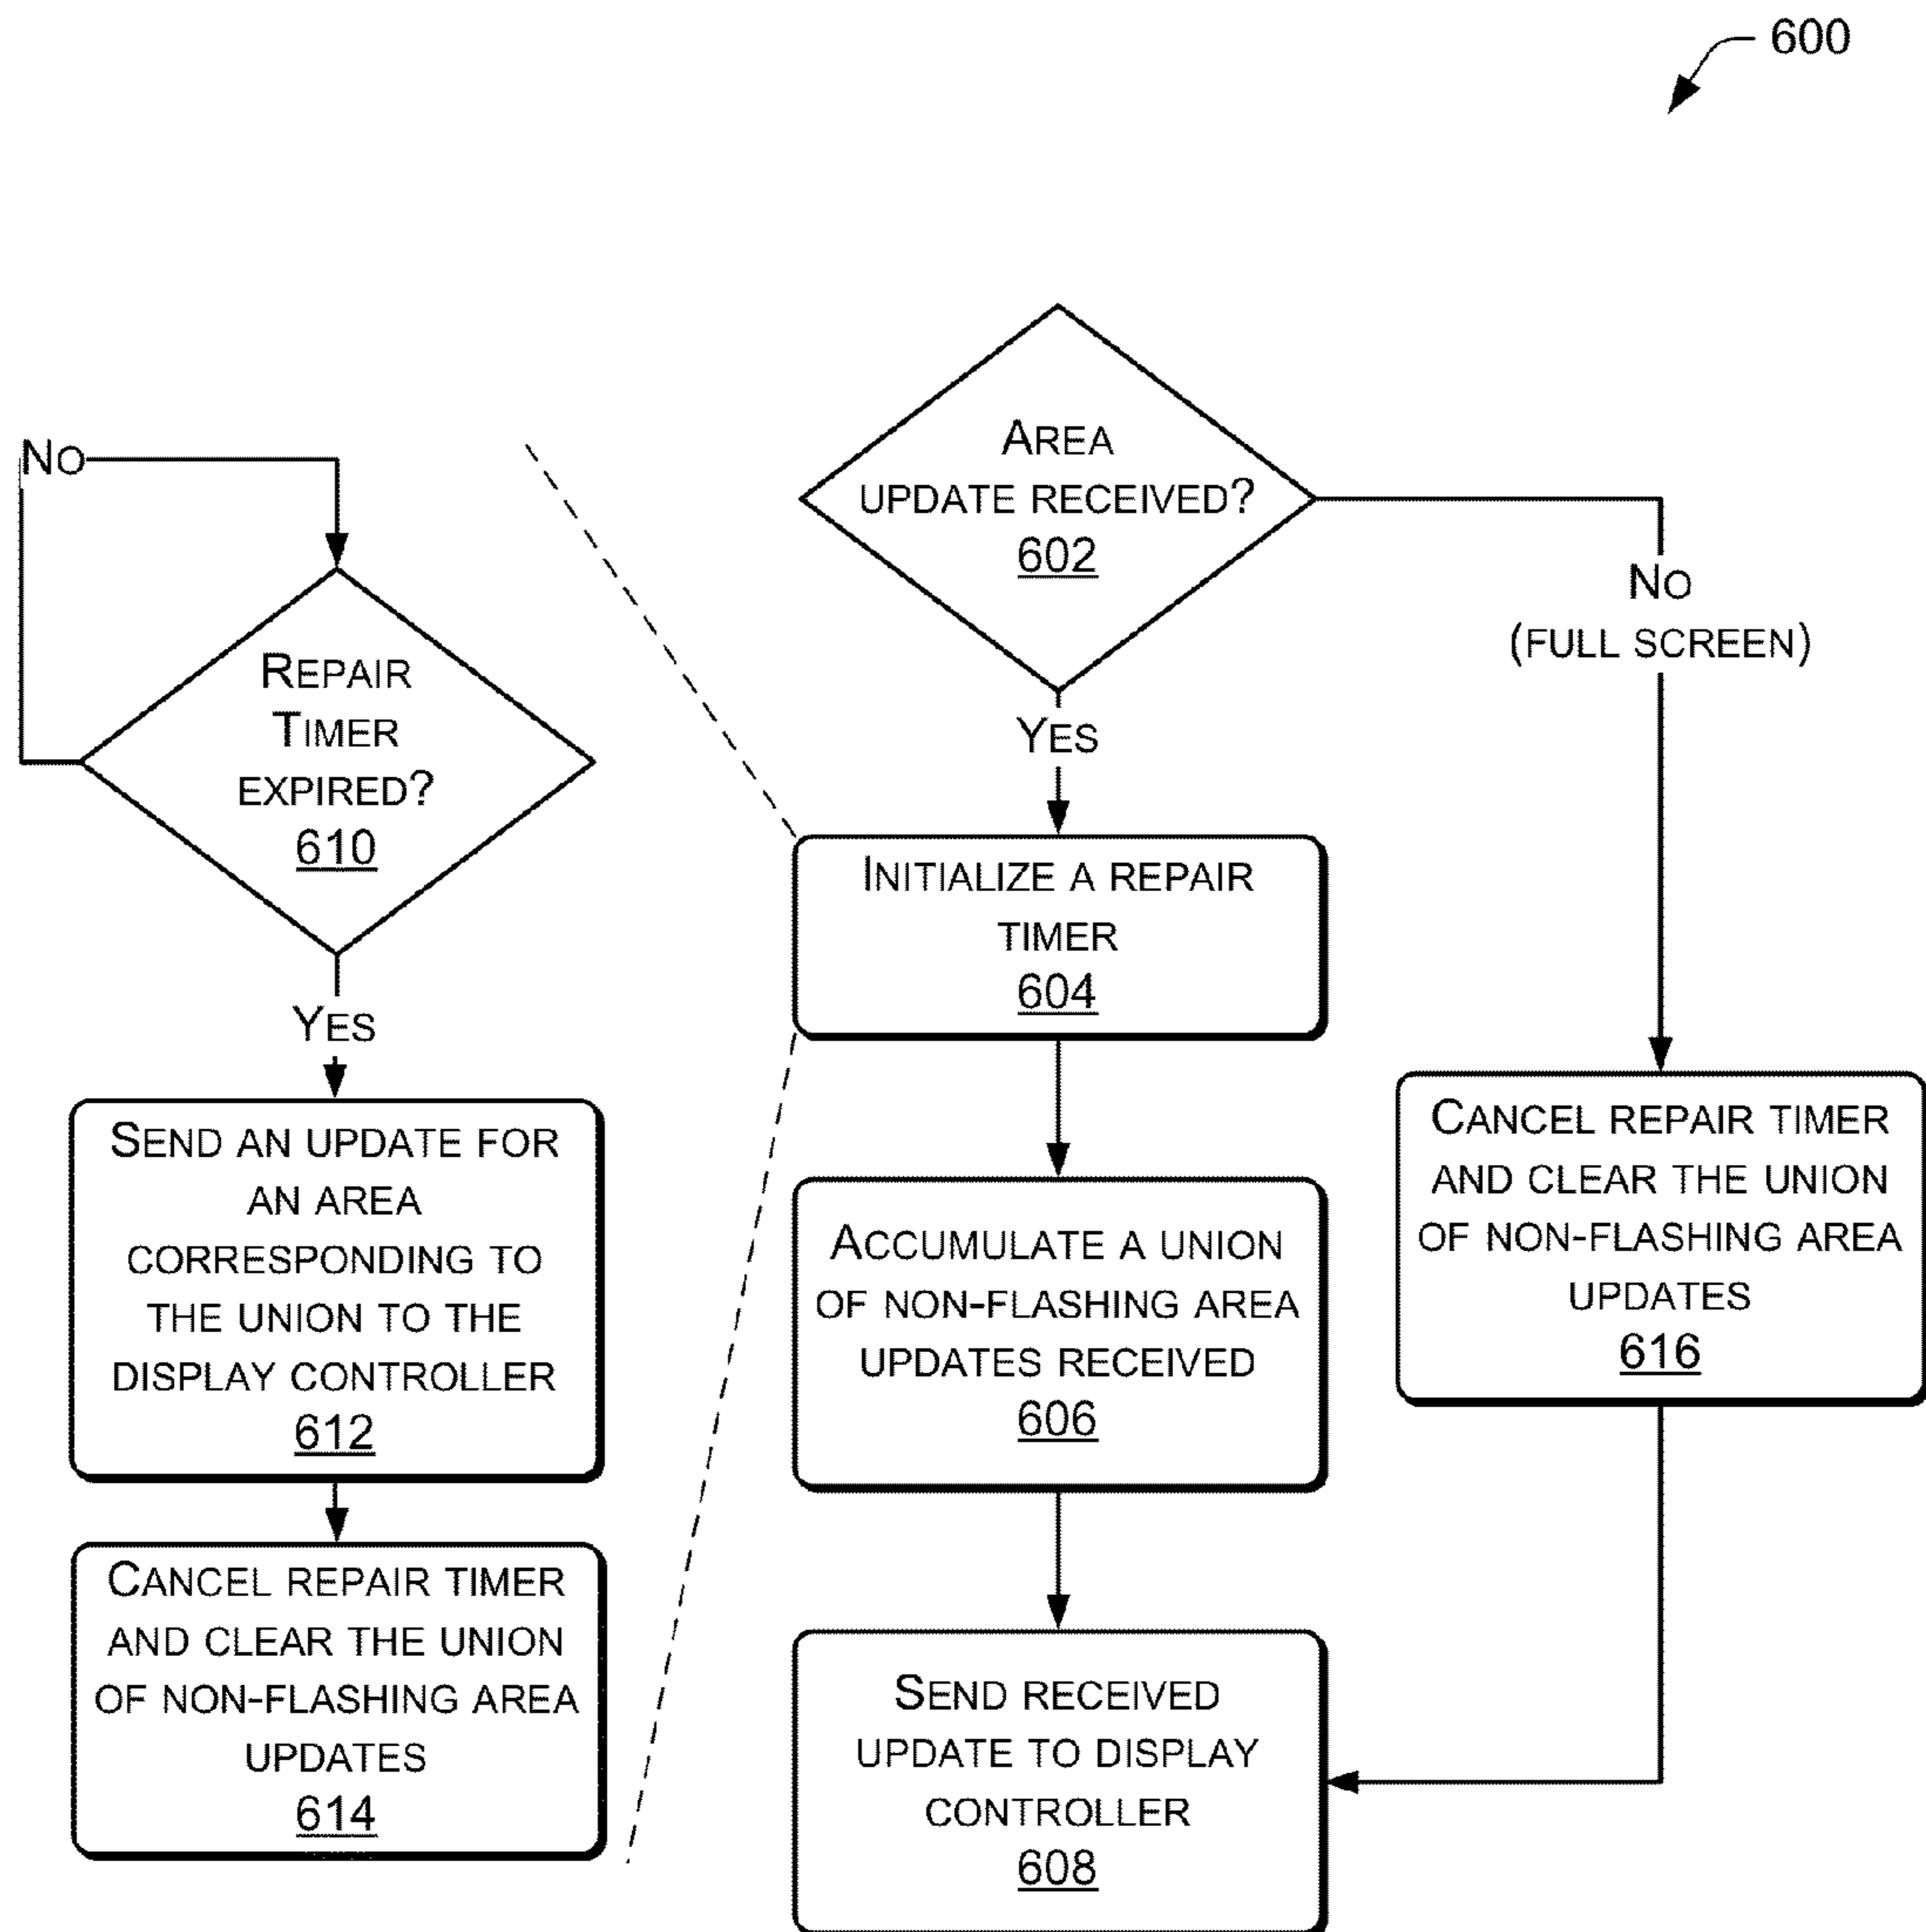 600
AREA
UPDATE RECEIVED?
602
NO
(FULL SCREEN)
YES
INITIALIZE A REPAIR
TIMER
604
ACCUMULATE A UNION
OF NON-FLASHING AREA
UPDATES RECEIVED
606
SEND RECEIVED
UPDATE TO DISPLAY
CONTROLLER
608
NO
REPAIR
TIMER
EXPIRED?
610
YES
SEND AN UPDATE FOR
AN AREA
CORRESPONDING TO
THE UNION TO THE
DISPLAY CONTROLLER
612
CANCEL REPAIR TIMER
AND CLEAR THE UNION
OF NON-FLASHING AREA
UPDATES
614
CANCEL REPAIR TIMER
AND CLEAR THE UNION
OF NON-FLASHING AREA
UPDATES
616